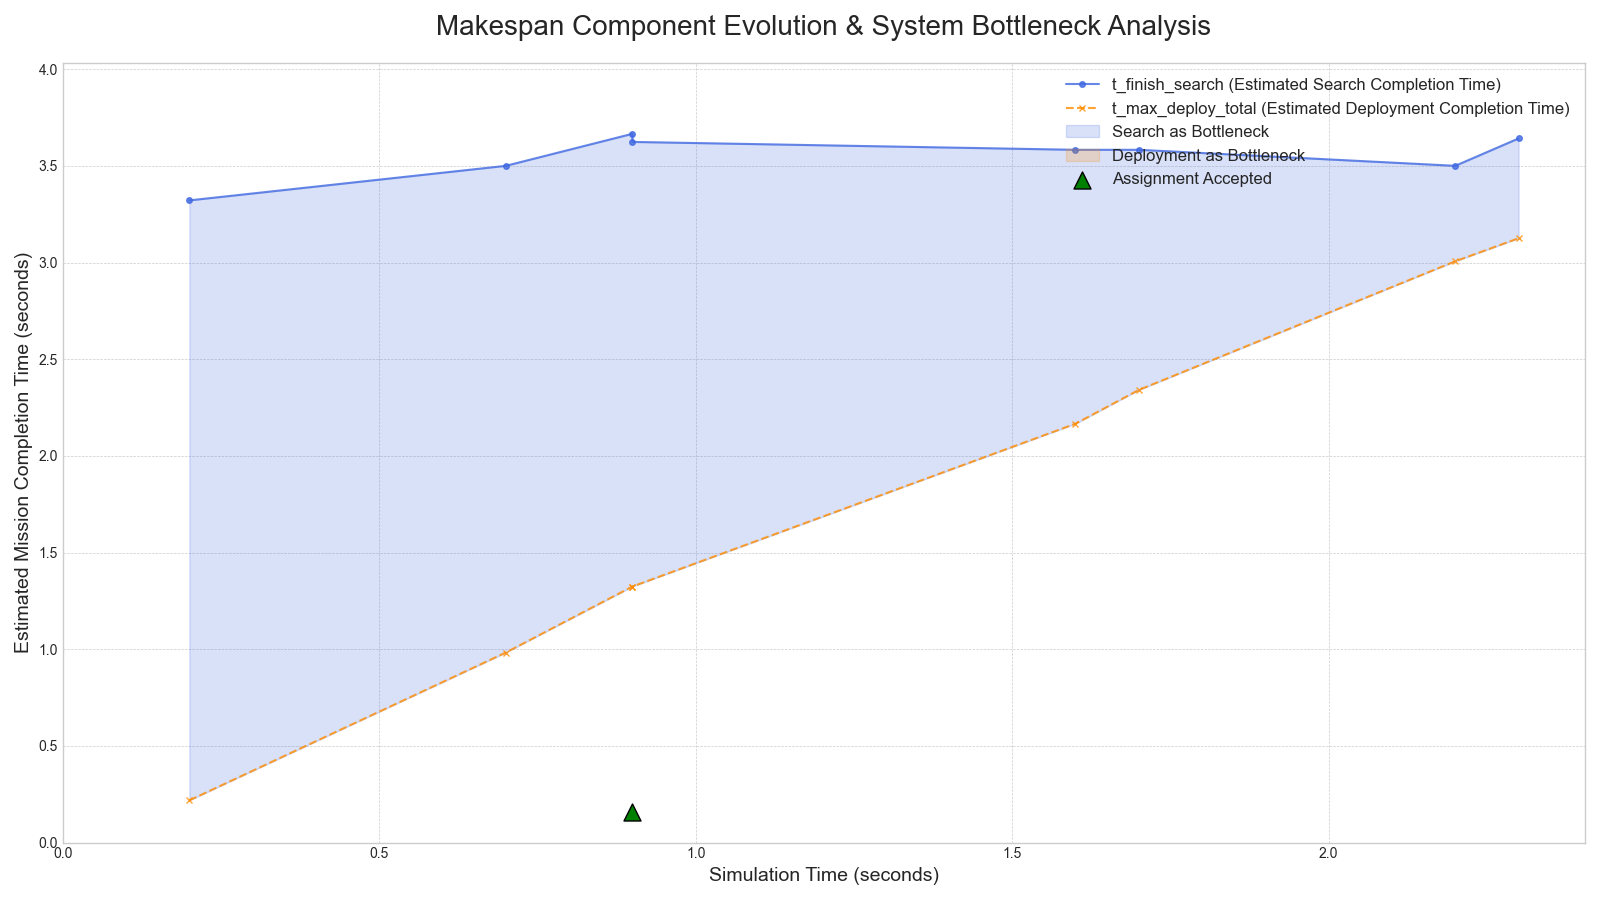 Makespan Component Evolution & System Bottleneck Analysis
t_finish_search (Estimated Search Completion Time)
t_max_deploy_total (Estimated Deployment Completion Time)
Search as Bottleneck
Deployment as Bottleneck
Assignment Accepted
Estimated Mission Completion Time (seconds)
4.0
3.5
3.0
2.5
2.0
1.5
1.0
0.5
0.0
0.0 0.5 1.0 1.5 2.0
Simulation Time (seconds)